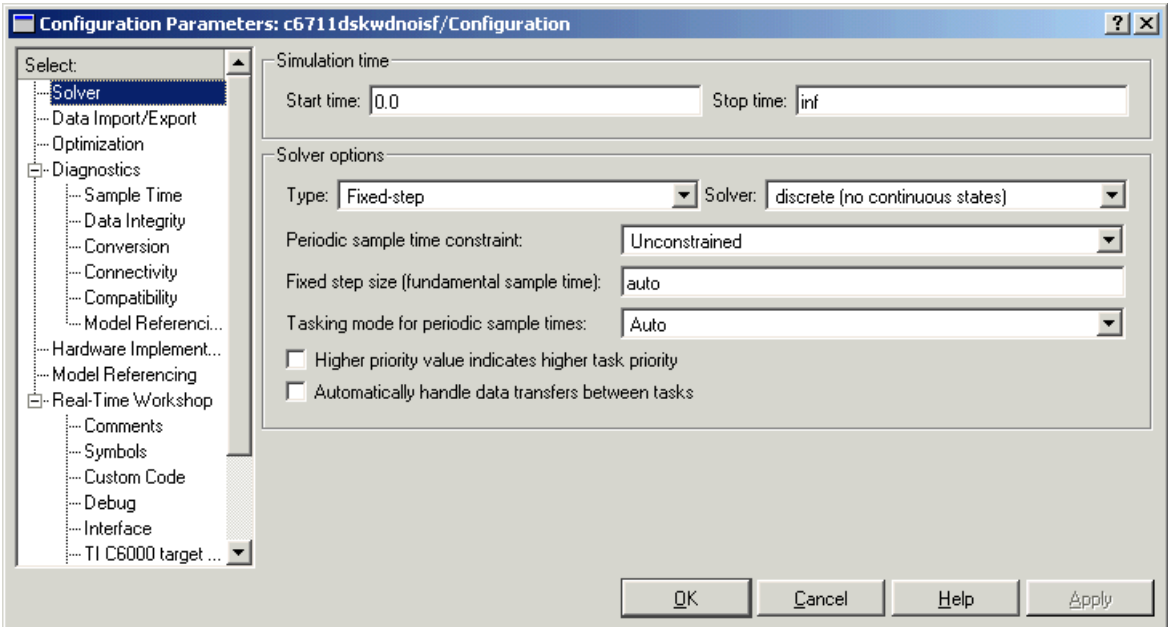 Configuration Parameters: c6711dskwdnoisf/Configuration
Select:
Solver
Data Import/Export
Optimization
Diagnostics
Sample Time
Data Integrity
Conversion
Connectivity
Compatibility
Model Referenci...
Hardware Implement...
Model Referencing
Real-Time Workshop
Comments
Symbols
Custom Code
Debug
Interface
TI C6000 target ...
Simulation time
Start time: 0.0 Stop time: inf
Solver options
Type: Fixed-step Solver: discrete (no continuous states)
Periodic sample time constraint: Unconstrained
Fixed step size (fundamental sample time): auto
Tasking mode for periodic sample times: Auto
Higher priority value indicates higher task priority
Automatically handle data transfers between tasks
OK Cancel Help Apply